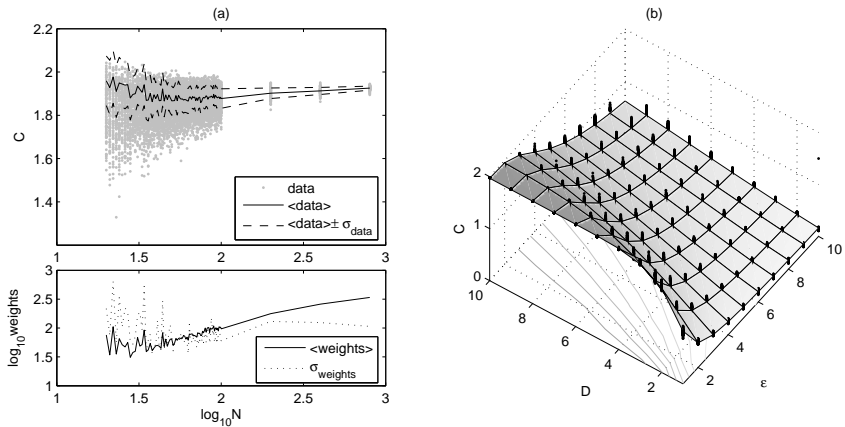 (a)
2.2
2
1.8
1.6
1.4
C
1
1.5
2
2.5
3
data
<data>
<data>± σdata
3
2.5
2
1.5
1
log10weights
1
1.5
2
2.5
3
log10N
<weights>
σweights
(b)
2
1
0
C
10
8
6
4
2
D
2
4
6
8
10
ε